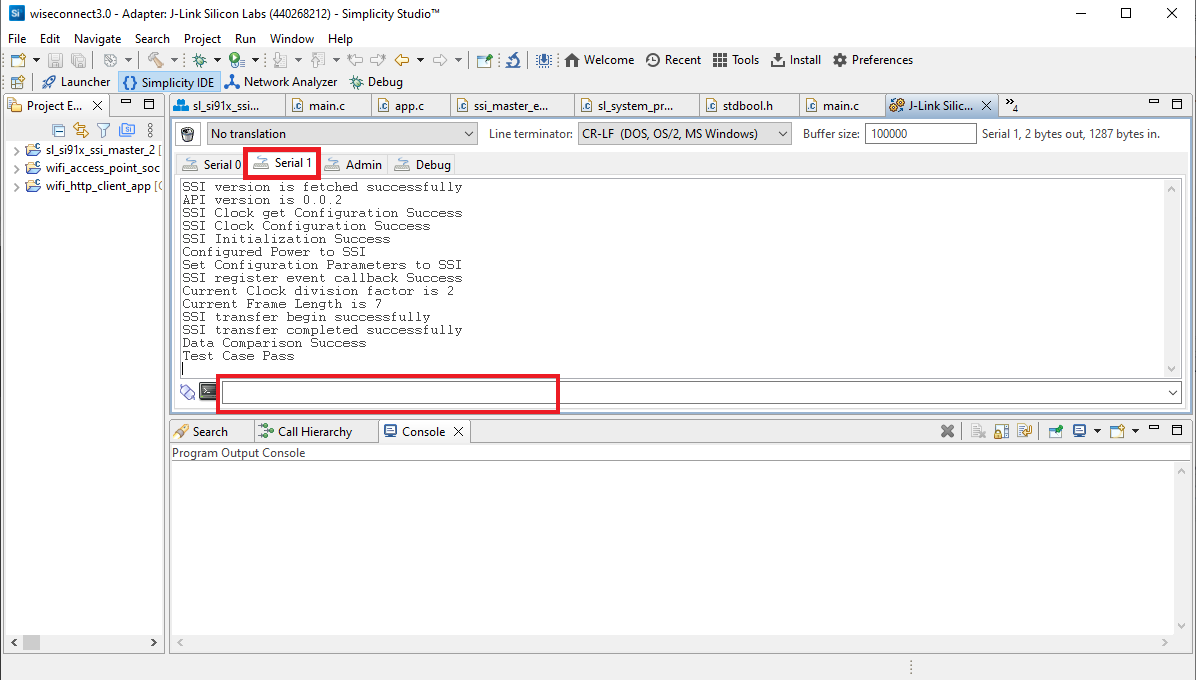 Si wiseconnect3.0 - Adapter: J-Link Silicon Labs (440268212) - Simplicity Studio™
File Edit Navigate Search Project Run Window Help
Welcome Recent Tools Install Preferences
Launcher {} Simplicity IDE Network Analyzer Debug
Project E...
sl_si91x_ssi_master_2 [
wifi_access_point_soc
wifi_http_client_app [
sl_si91x_ssi... main.c app.c ssi_master_e... sl_system_pr... stdbool.h main.c J-Link Silic... »4
No translation Line terminator: CR-LF (DOS, OS/2, MS Windows) Buffer size: 100000 Serial 1, 2 bytes out, 1287 bytes in.
Serial 0 Serial 1 Admin Debug
SSI version is fetched successfully
API version is 0.0.2
SSI Clock get Configuration Success
SSI Clock Configuration Success
SSI Initialization Success
Configured Power to SSI
Set Configuration Parameters to SSI
SSI register event callback Success
Current Clock division factor is 2
Current Frame Length is 7
SSI transfer begin successfully
SSI transfer completed successfully
Data Comparison Success
Test Case Pass
Search Call Hierarchy Console
Program Output Console